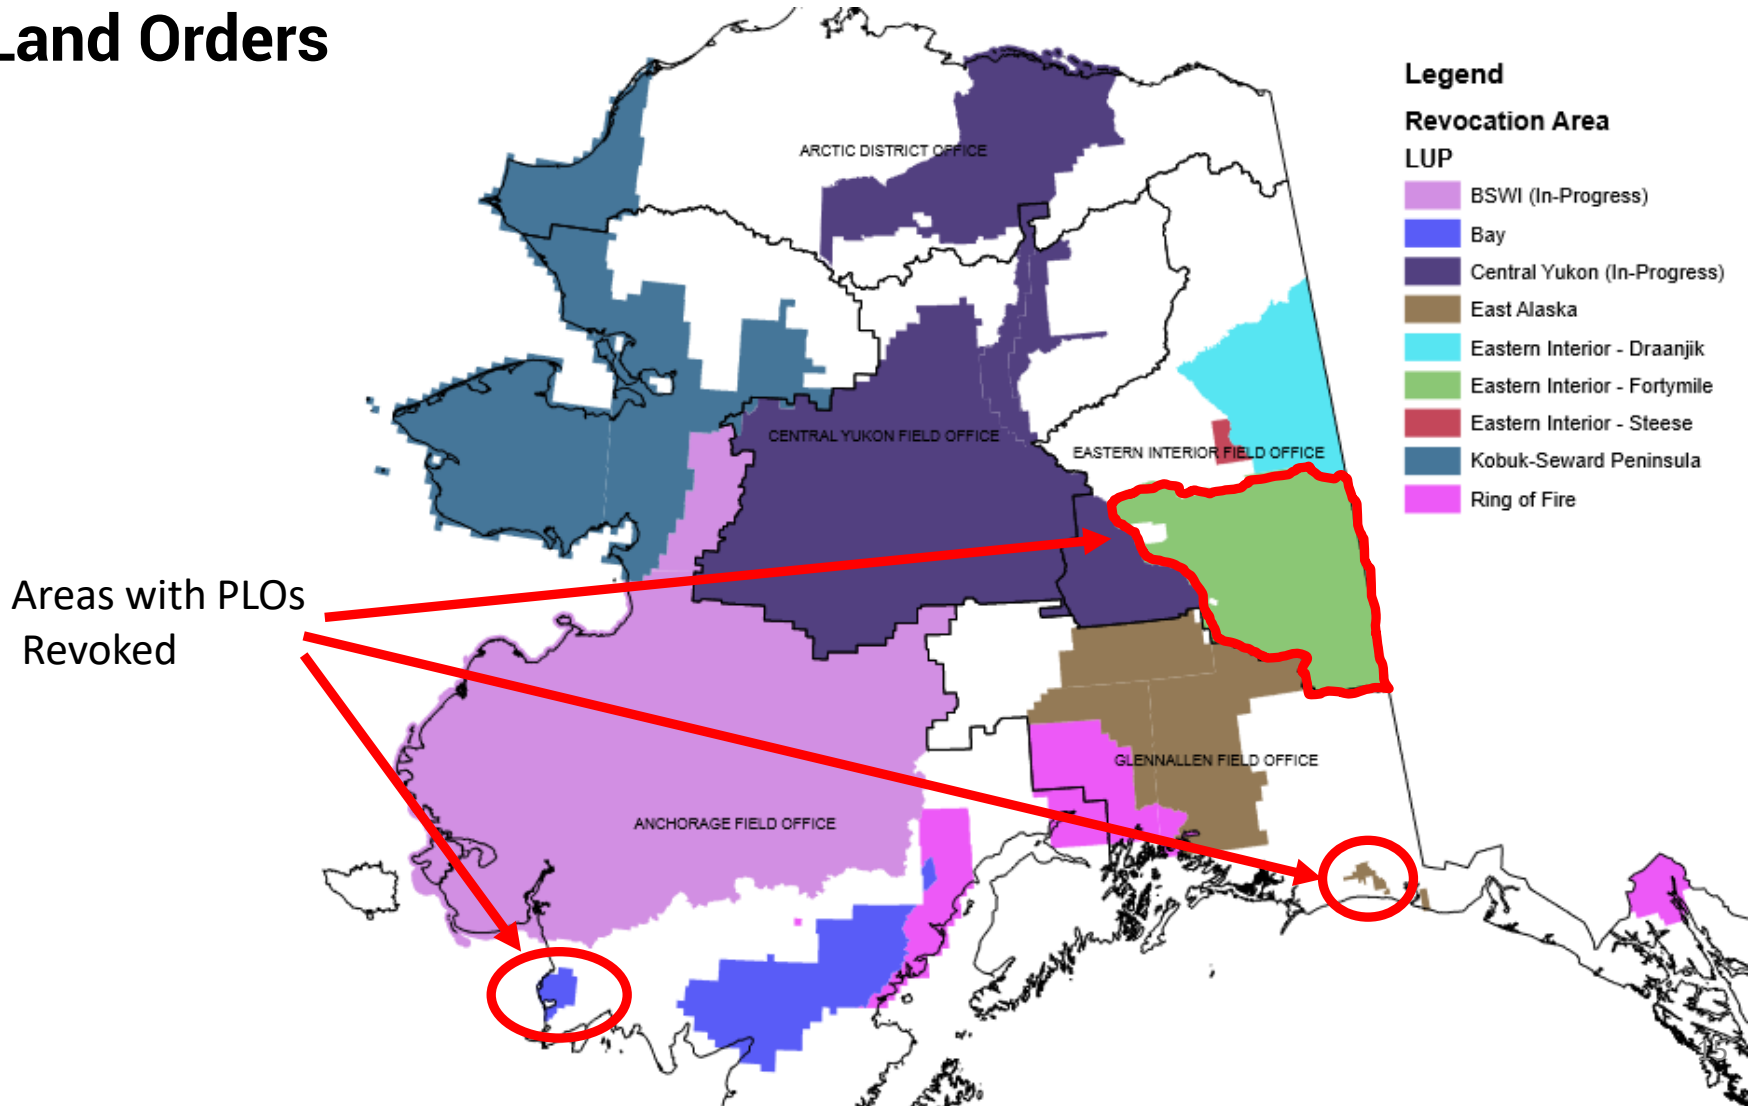 Land Orders
Legend
Revocation Area
LUP
BSWI (In-Progress)
Bay
Central Yukon (In-Progress)
East Alaska
Eastern Interior - Draanjik
Eastern Interior - Fortymile
Eastern Interior - Steese
Kobuk-Seward Peninsula
Ring of Fire
ARCTIC DISTRICT OFFICE
CENTRAL YUKON FIELD OFFICE
EASTERN INTERIOR FIELD OFFICE
Areas with PLOs
Revoked
GLENNALLEN FIELD OFFICE
ANCHORAGE FIELD OFFICE